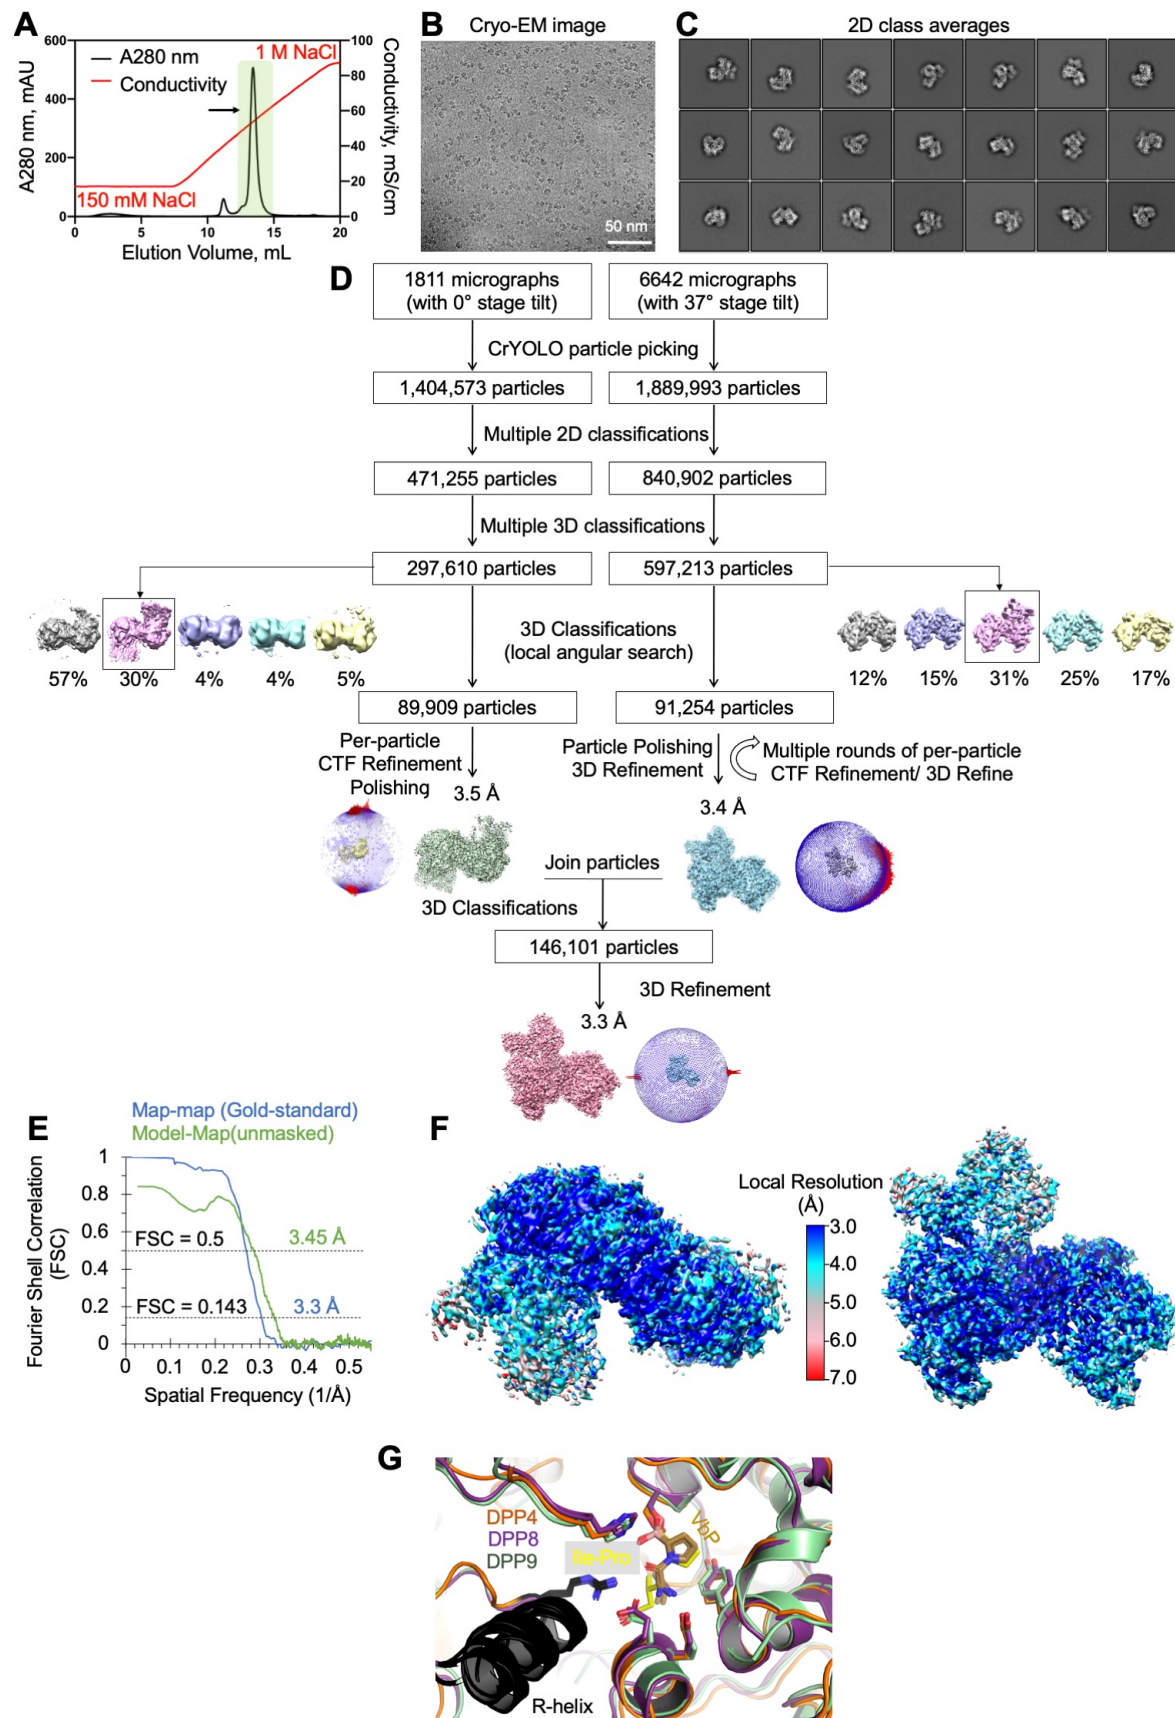 A
600
400
200
0
A280 nm, mAU
A280 nm
Conductivity
1 M NaCl
150 mM NaCl
0
5
10
15
20
Elution Volume, mL
100
80
60
40
20
0
Conductivity, mS/cm
B
Cryo-EM image
50 nm
C
2D class averages
D
1811 micrographs
(with 0° stage tilt)
6642 micrographs
(with 37° stage tilt)
CrYOLO particle picking
1,404,573 particles
1,889,993 particles
Multiple 2D classifications
471,255 particles
840,902 particles
Multiple 3D classifications
297,610 particles
597,213 particles
57%
30%
4%
4%
5%
3D Classifications
(local angular search)
12%
15%
31%
25%
17%
89,909 particles
91,254 particles
Per-particle
CTF Refinement
Polishing
3.5 Å
Particle Polishing
3D Refinement
Multiple rounds of per-particle
CTF Refinement/ 3D Refine
3.4 Å
Join particles
3D Classifications
146,101 particles
3D Refinement
3.3 Å
E
Map-map (Gold-standard)
Model-Map(unmasked)
Fourier Shell Correlation
(FSC)
1
0.8
0.6
0.4
0.2
0
FSC = 0.5
3.45 Å
FSC = 0.143
3.3 Å
0
0.1
0.2
0.3
0.4
0.5
Spatial Frequency (1/Å)
F
Local Resolution
(Å)
3.0
4.0
5.0
6.0
7.0
G
DPP4
DPP8
DPP9
Ile-Pro
VbP
R-helix